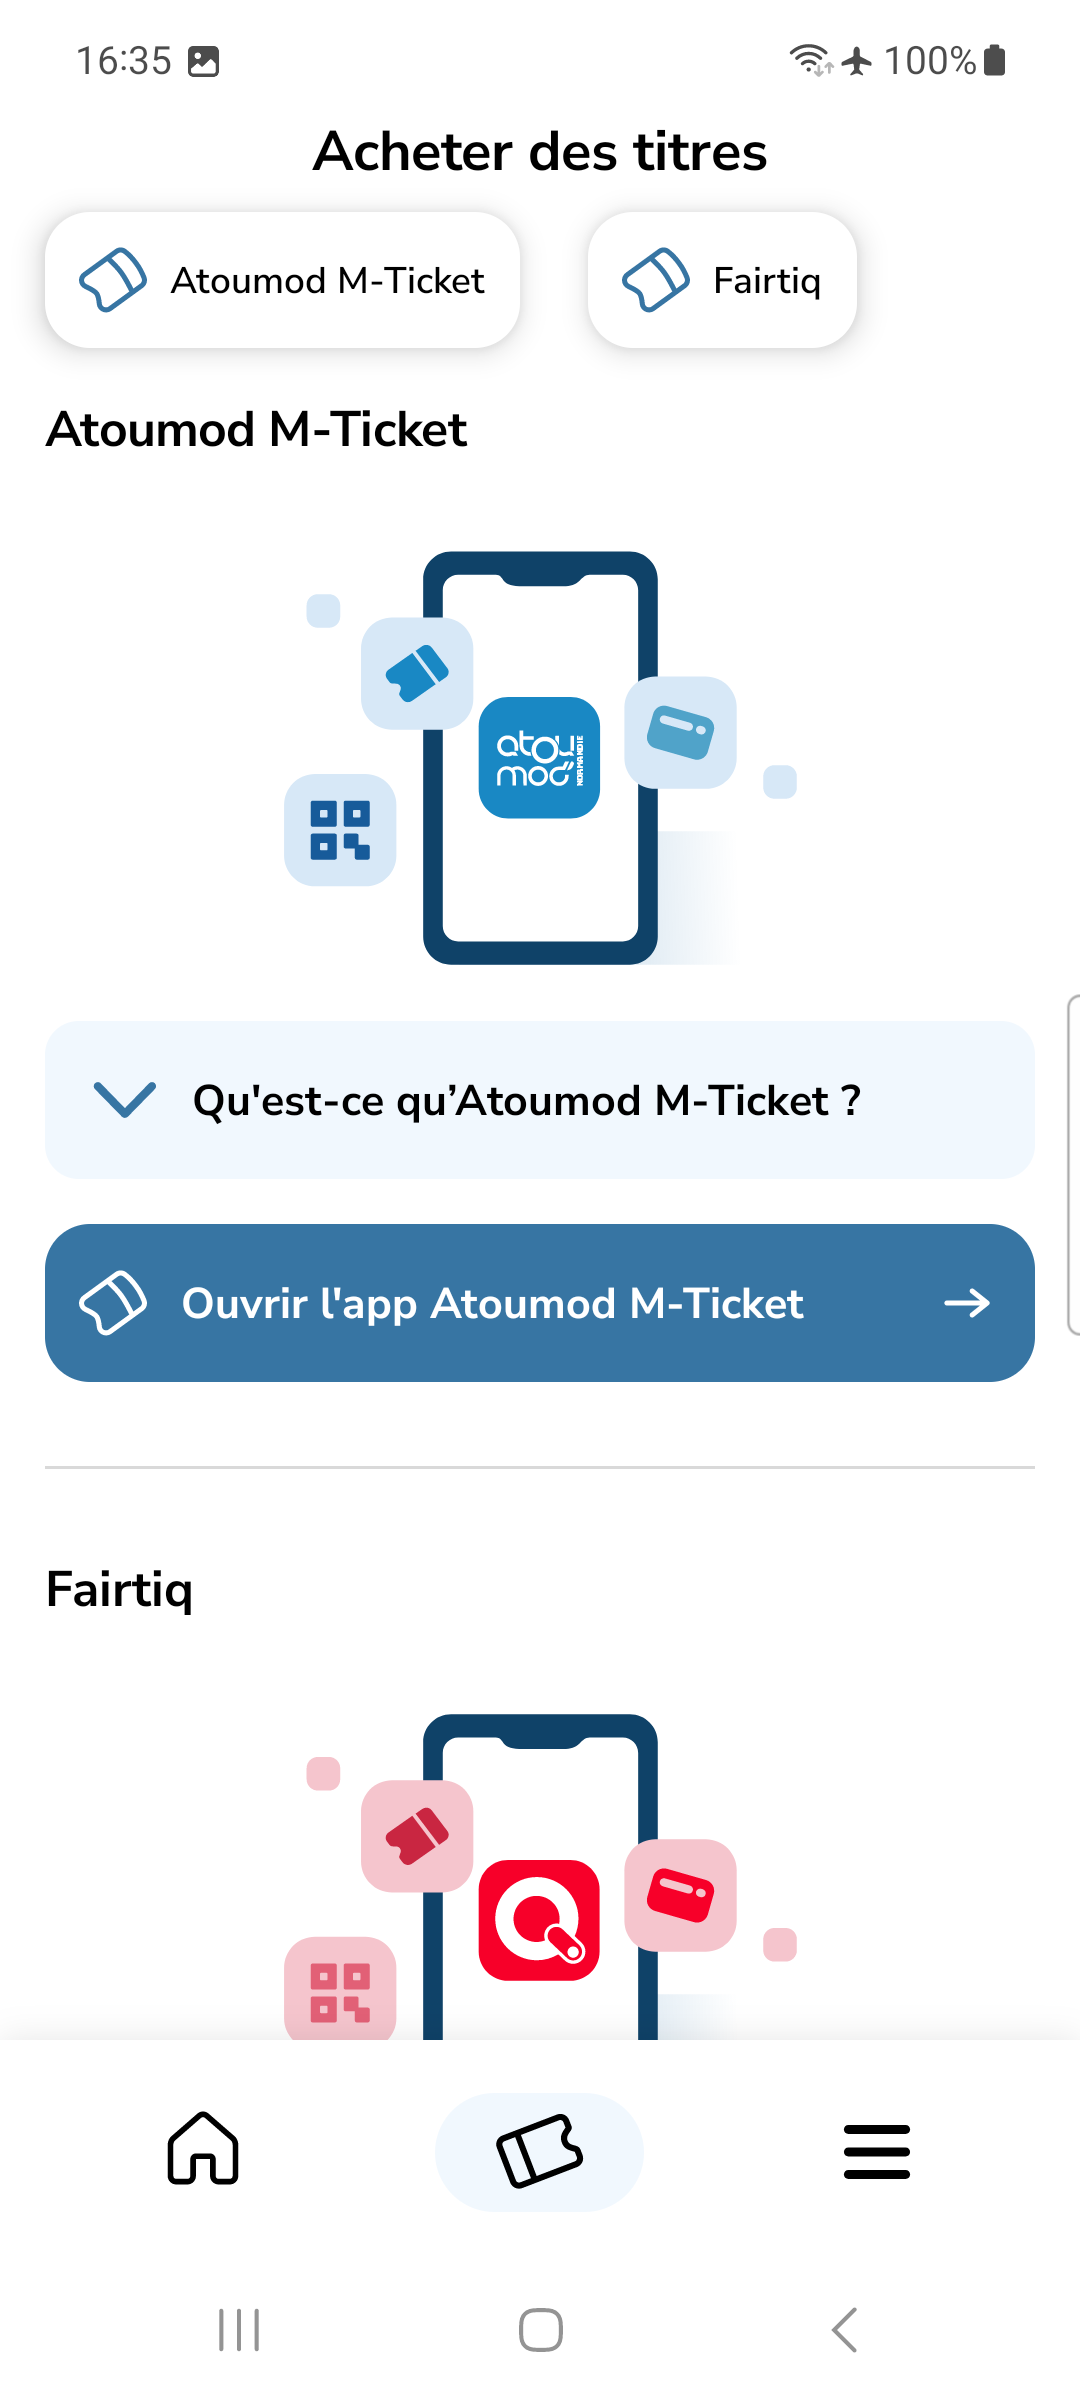 16:35
100%
Acheter des titres
Atoumod M-Ticket
Fairtiq
Atoumod M-Ticket
atou
mod
NORMANDIE
Qu'est-ce qu’Atoumod M-Ticket ?
Ouvrir l'app Atoumod M-Ticket
Fairtiq